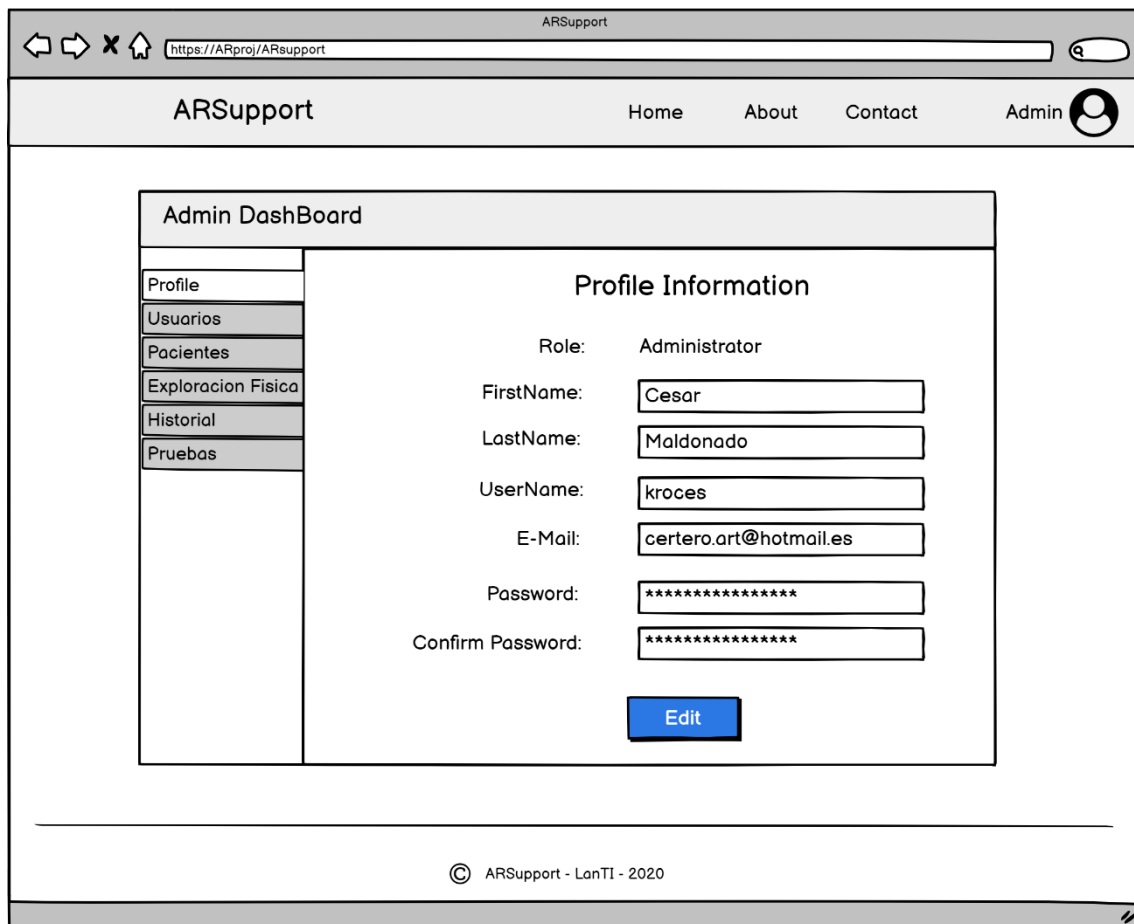 ARSupport
https://ARproj/ARsupport
ARSupport Home About Contact Admin
Admin DashBoard
Profile
Usuarios
Pacientes
Exploracion Fisica
Historial
Pruebas
Profile Information
Role: Administrator
FirstName: Cesar
LastName: Maldonado
UserName: kroces
E-Mail: certero.art@hotmail.es
Password: ****************
Confirm Password: ****************
Edit
© ARSupport - LanTI - 2020